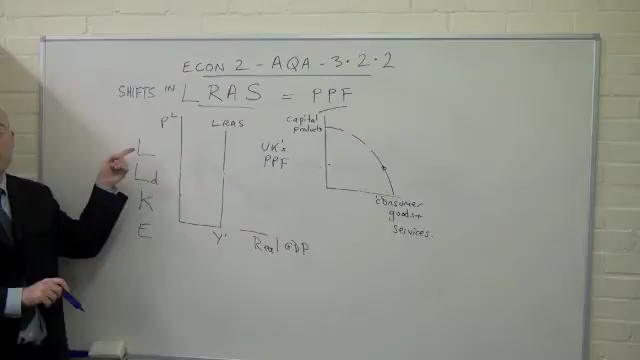 ECON 2 - AQA - 3.2.2
SHIFTS IN LRAS = PPF
PL
LRAS
L
Ld
K
E
Y'
Real GDP
UK's
PPF
capital
products
consumer
goods+
services.